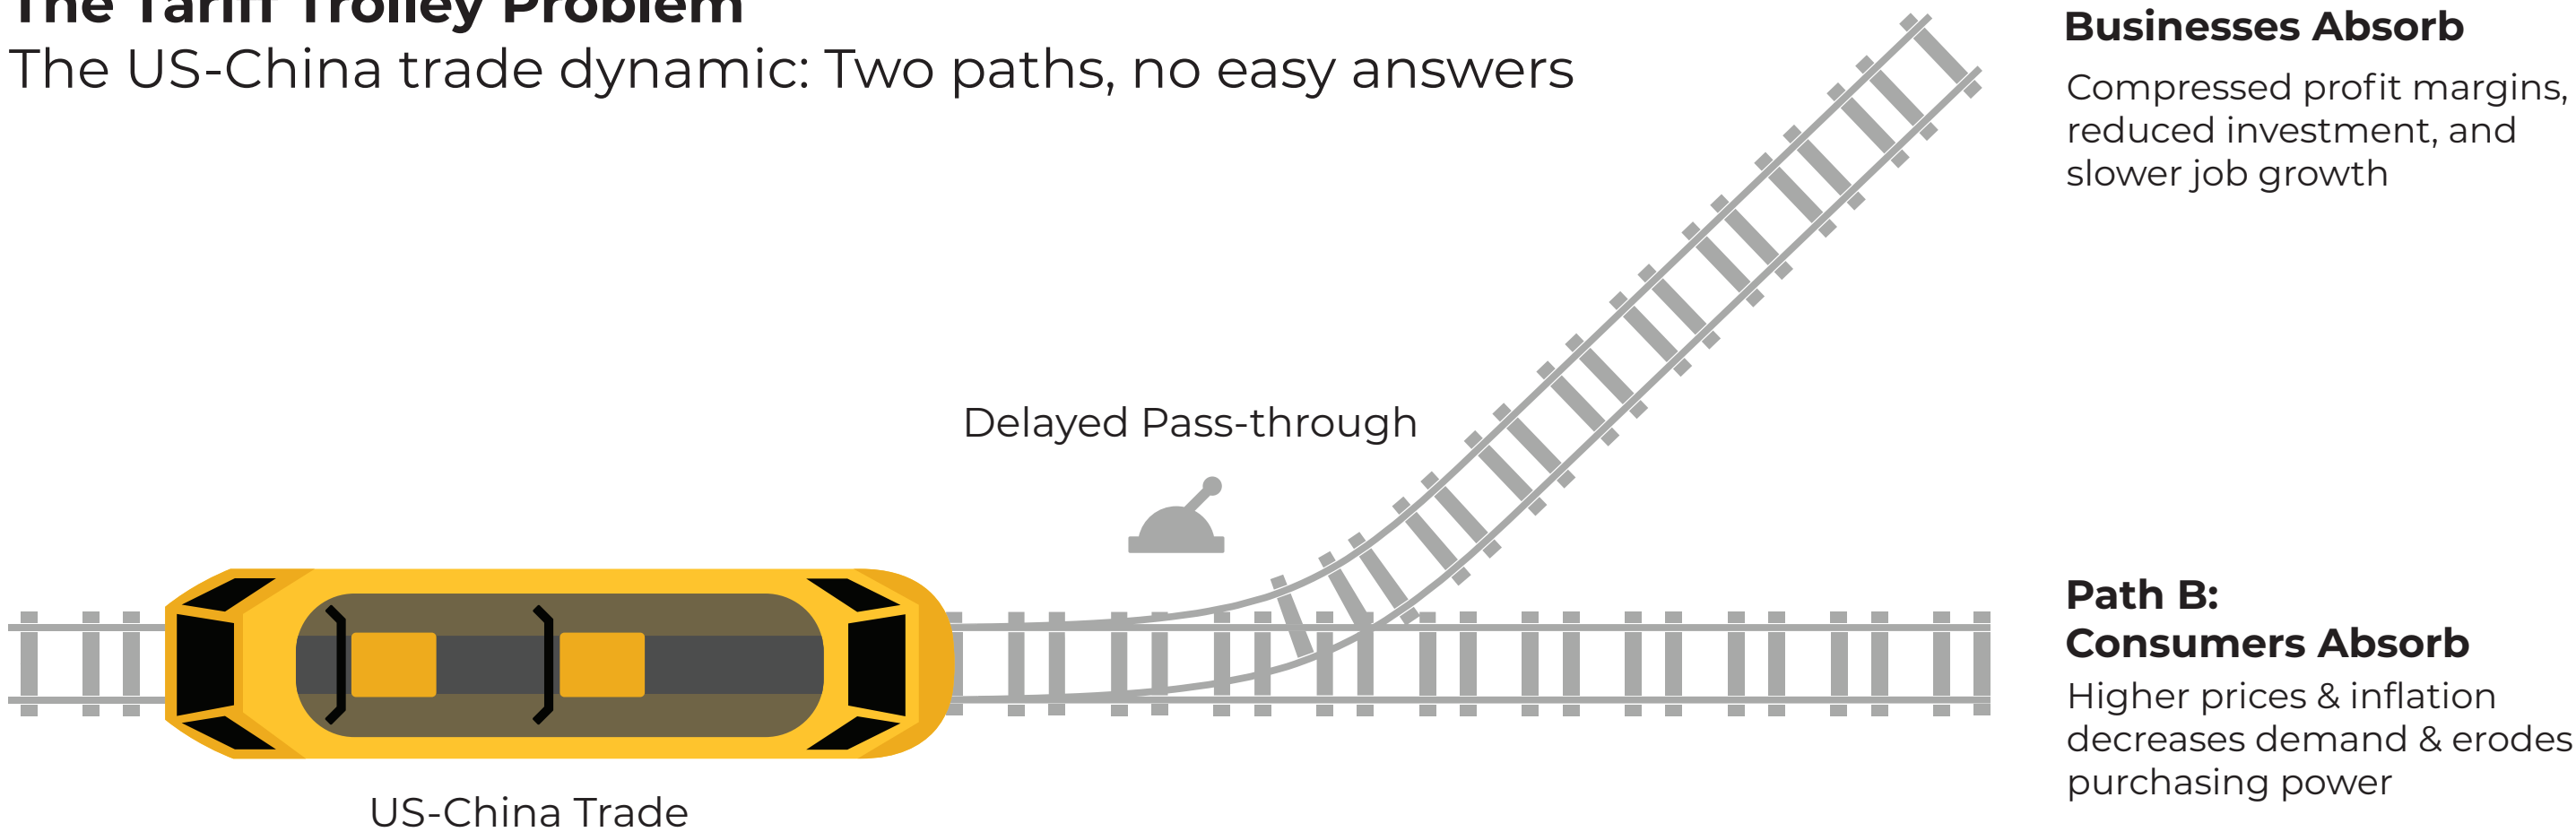 The Tariff Trolley Problem
The US-China trade dynamic: Two paths, no easy answers
Businesses Absorb
Compressed profit margins,
reduced investment, and
slower job growth
Delayed Pass-through
Path B:
Consumers Absorb
Higher prices & inflation
decreases demand & erodes
purchasing power
US-China Trade